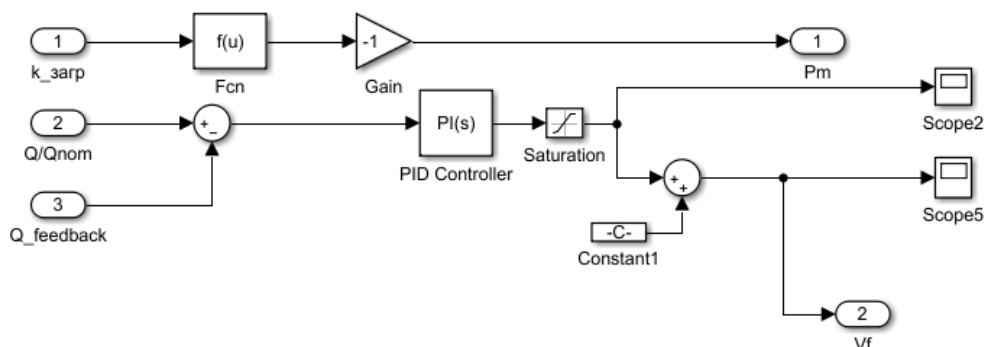 1
k_загр
f(u)
Fcn
-1
Gain
1
Pm
2
Q/Qnom
+
−
PI(s)
PID Controller
Saturation
Scope2
3
Q_feedback
+
+
-C-
Constant1
Scope5
2
Vf